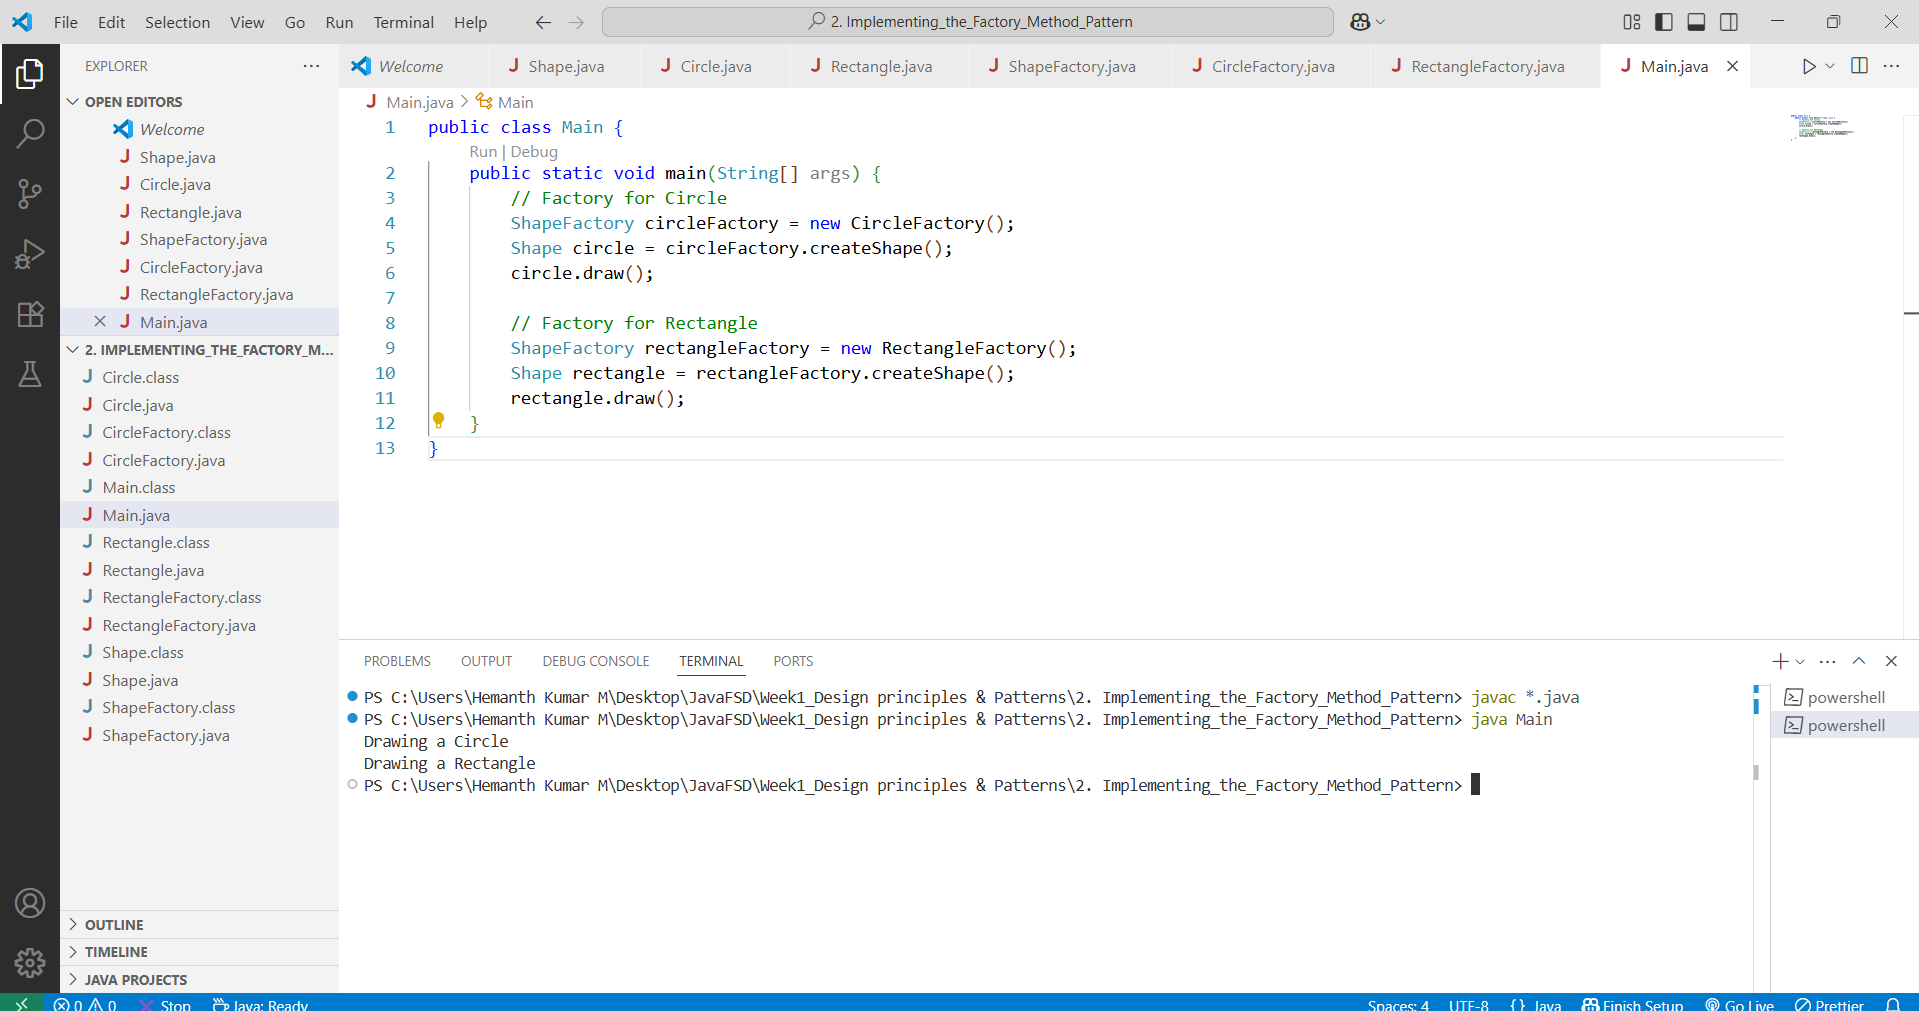 File Edit Selection View Go Run Terminal Help
2. Implementing_the_Factory_Method_Pattern
EXPLORER
OPEN EDITORS
Welcome
Shape.java
Circle.java
Rectangle.java
ShapeFactory.java
CircleFactory.java
RectangleFactory.java
Main.java
2. IMPLEMENTING_THE_FACTORY_M...
Circle.class
Circle.java
CircleFactory.class
CircleFactory.java
Main.class
Main.java
Rectangle.class
Rectangle.java
RectangleFactory.class
RectangleFactory.java
Shape.class
Shape.java
ShapeFactory.class
ShapeFactory.java
OUTLINE
TIMELINE
JAVA PROJECTS
Welcome Shape.java Circle.java Rectangle.java ShapeFactory.java CircleFactory.java RectangleFactory.java Main.java
Main.java > Main
1 public class Main {
Run | Debug
2 public static void main(String[] args) {
3 // Factory for Circle
4 ShapeFactory circleFactory = new CircleFactory();
5 Shape circle = circleFactory.createShape();
6 circle.draw();
7
8 // Factory for Rectangle
9 ShapeFactory rectangleFactory = new RectangleFactory();
10 Shape rectangle = rectangleFactory.createShape();
11 rectangle.draw();
12 }
13 }
PROBLEMS OUTPUT DEBUG CONSOLE TERMINAL PORTS
PS C:\Users\Hemanth Kumar M\Desktop\JavaFSD\Week1_Design principles & Patterns\2. Implementing_the_Factory_Method_Pattern> javac *.java
PS C:\Users\Hemanth Kumar M\Desktop\JavaFSD\Week1_Design principles & Patterns\2. Implementing_the_Factory_Method_Pattern> java Main
Drawing a Circle
Drawing a Rectangle
PS C:\Users\Hemanth Kumar M\Desktop\JavaFSD\Week1_Design principles & Patterns\2. Implementing_the_Factory_Method_Pattern>
powershell
powershell
0 0 Stop Java: Ready Spaces: 4 UTF-8 {} Java Finish Setup Go Live Prettier